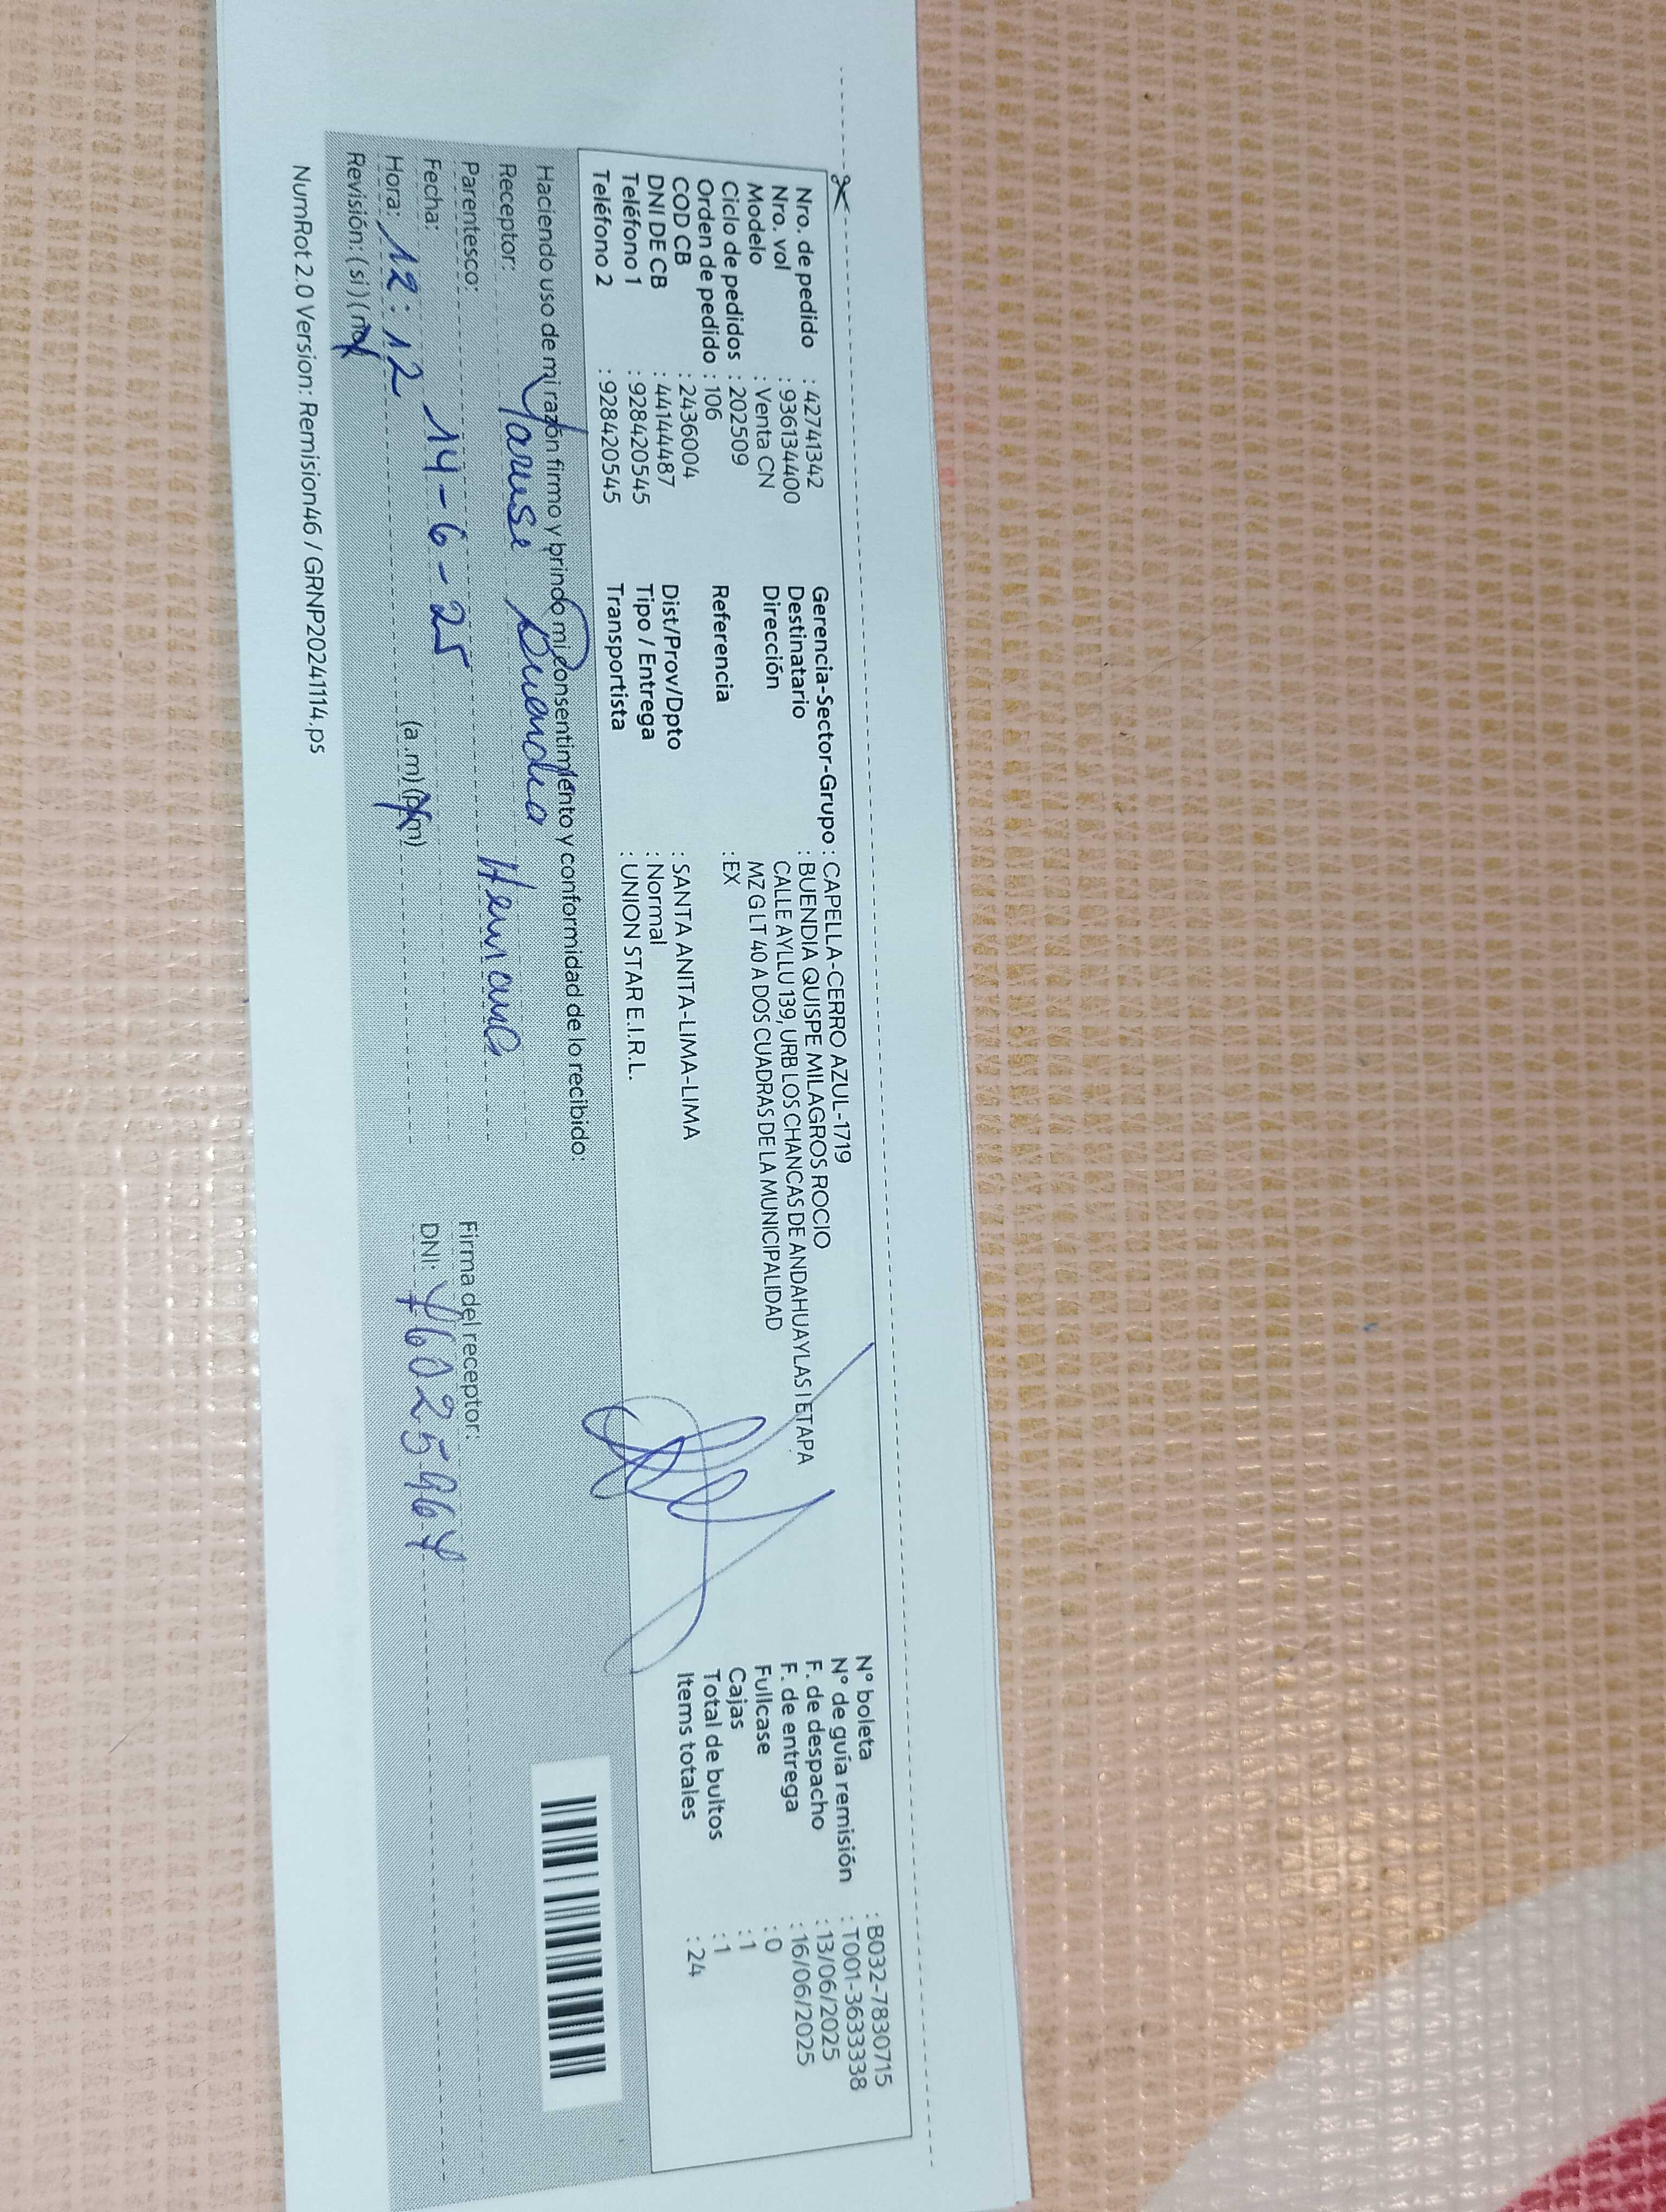 Nro. de pedido : 42741342
Nro. vol : 936134400
Modelo : Venta CN
Ciclo de pedidos : 202509
Orden de pedido : 106
COD CB : 2436004
DNI DE CB : 44144487
Teléfono 1 : 928420545
Teléfono 2 : 928420545
Gerencia-Sector-Grupo : CAPELLA-CERRO AZUL-1719
Destinatario : BUENDIA QUISPE MILAGROS ROCIO
Dirección CALLE AYLLU 139, URB LOS CHANCAS DE ANDAHUAYLAS I ETAPA
MZ G LT 40 A DOS CUADRAS DE LA MUNICIPALIDAD
Referencia : EX
Dist/Prov/Dpto : SANTA ANITA-LIMA-LIMA
Tipo / Entrega : Normal
Transportista : UNION STAR E.I.R.L.
N° boleta : B032-7830715
N° de guía remisión : T001-36333338
F. de despacho : 13/06/2025
F. de entrega : 16/06/2025
Fullcase : 0
Cajas : 1
Total de bultos : 1
Items totales : 24
Haciendo uso de mi razón firmo y brindo mi consentimiento y conformidad de lo recibido:
Receptor: Buendia
Parentesco: Hermana
Fecha: 14-6-25
Hora: 12:12 (a.m) (p.m)
Revisión: ( si ) ( no )
Firma del receptor:
DNI: 76025967
NumRot 2.0 Version: Remision46 / GRNP20241114.ps